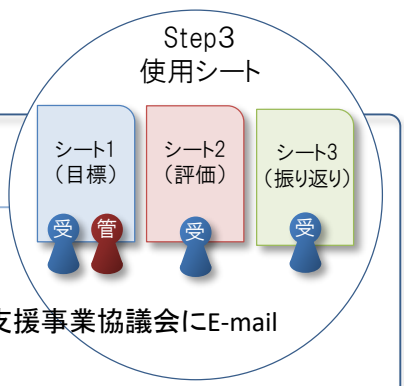 Step3
使用シート
シート1
（目標）
シート2
（評価）
シート3
（振り返り）
受
管
受
受
支援事業協議会にE-mail